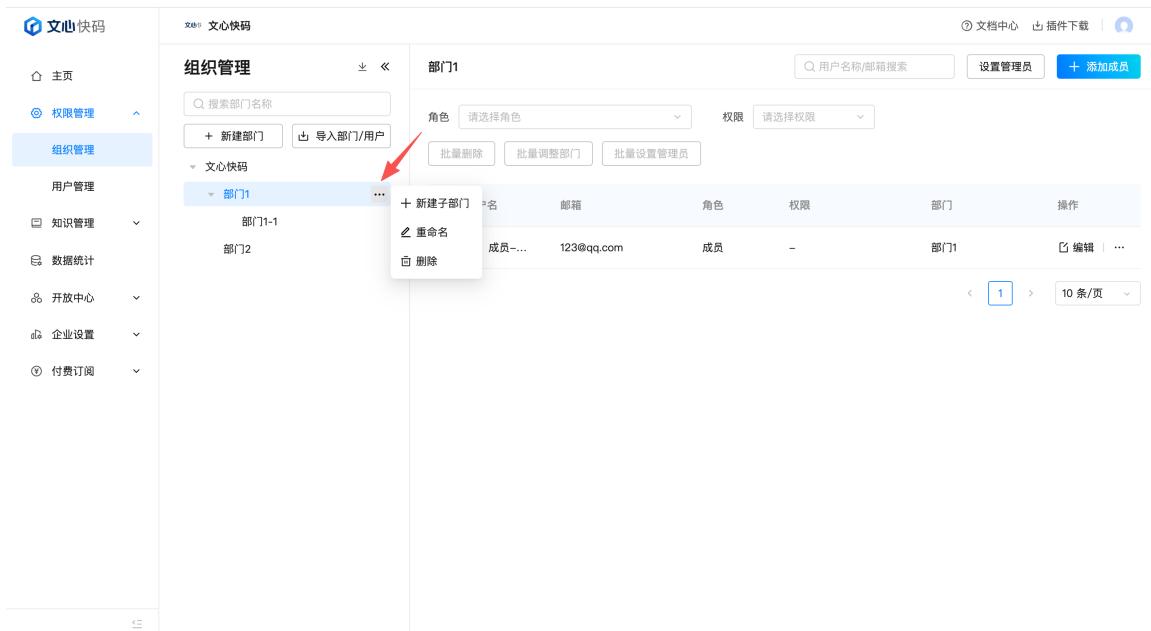 文心快码
文心快码
文档中心
插件下载
主页
权限管理
组织管理
用户管理
知识管理
数据统计
开放中心
企业设置
付费订阅
组织管理
搜索部门名称
新建部门
导入部门/用户
文心快码
部门1
部门1-1
部门2
新建子部门
重命名
删除
部门1
用户名称/邮箱搜索
设置管理员
添加成员
角色
请选择角色
权限
请选择权限
批量删除
批量调整部门
批量设置管理员
户名
邮箱
角色
权限
部门
操作
成员-...
123@qq.com
成员
–
部门1
编辑
1
10 条/页